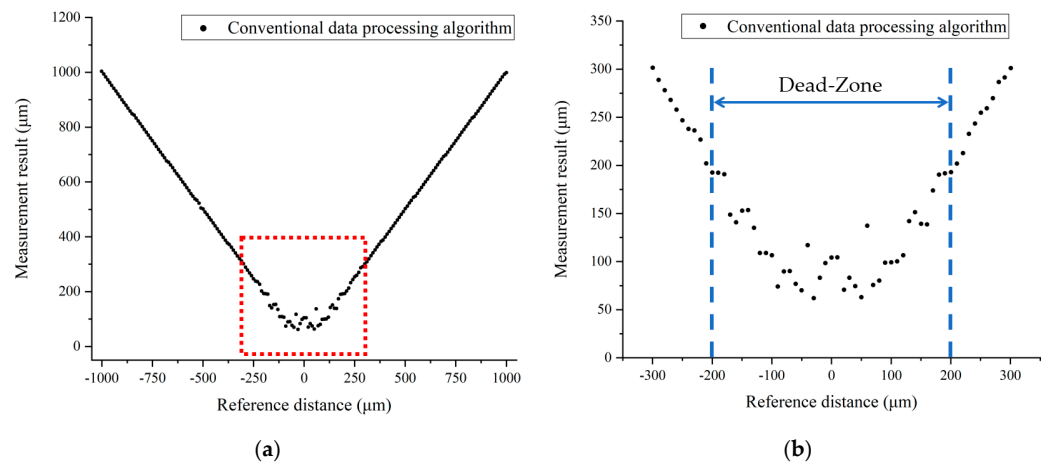 Conventional data processing algorithm
1200
1000
800
600
400
200
0
Measurement result (μm)
-1000 -750 -500 -250 0 250 500 750 1000
Reference distance (μm)
(a)
Conventional data processing algorithm
350
300
250
200
150
100
50
0
Measurement result (μm)
Dead-Zone
-300 -200 -100 0 100 200 300
Reference distance (μm)
(b)